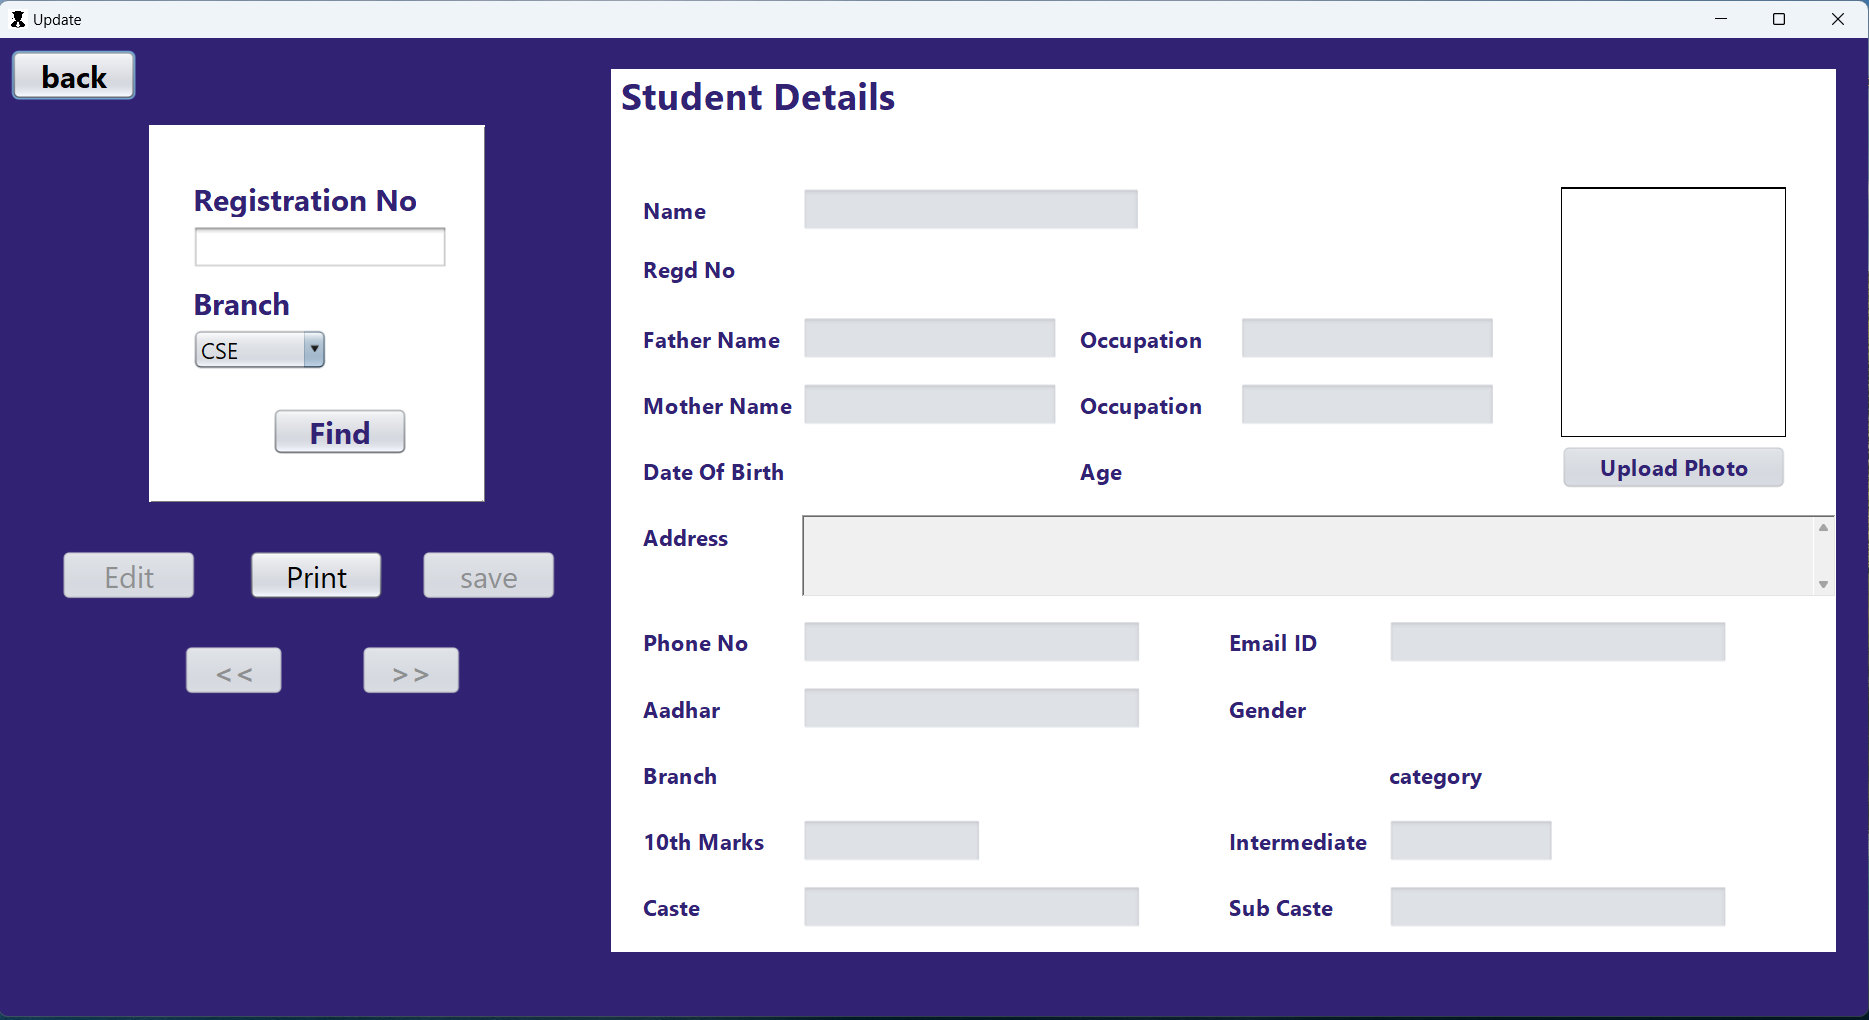 Update
back
Registration No
Branch
CSE
Find
Edit
Print
save
<<
>>
Student Details
Name
Regd No
Father Name
Occupation
Mother Name
Occupation
Date Of Birth
Age
Upload Photo
Address
Phone No
Email ID
Aadhar
Gender
Branch
category
10th Marks
Intermediate
Caste
Sub Caste